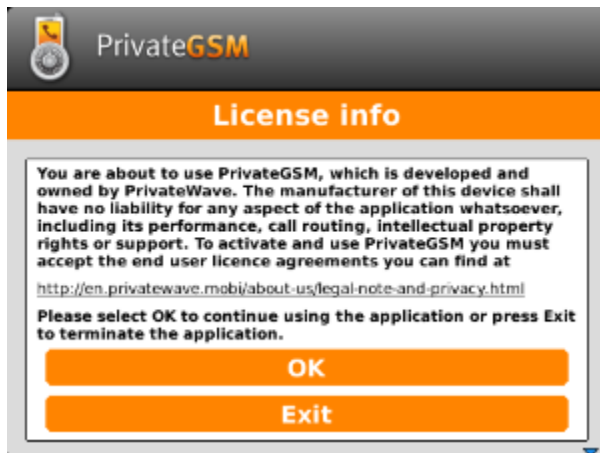 PrivateGSM
License info
You are about to use PrivateGSM, which is developed and
owned by PrivateWave. The manufacturer of this device shall
have no liability for any aspect of the application whatsoever,
including its performance, call routing, intellectual property
rights or support. To activate and use PrivateGSM you must
accept the end user licence agreements you can find at
http://en.privatewave.mobi/about-us/legal-note-and-privacy.html
Please select OK to continue using the application or press Exit
to terminate the application.
OK
Exit